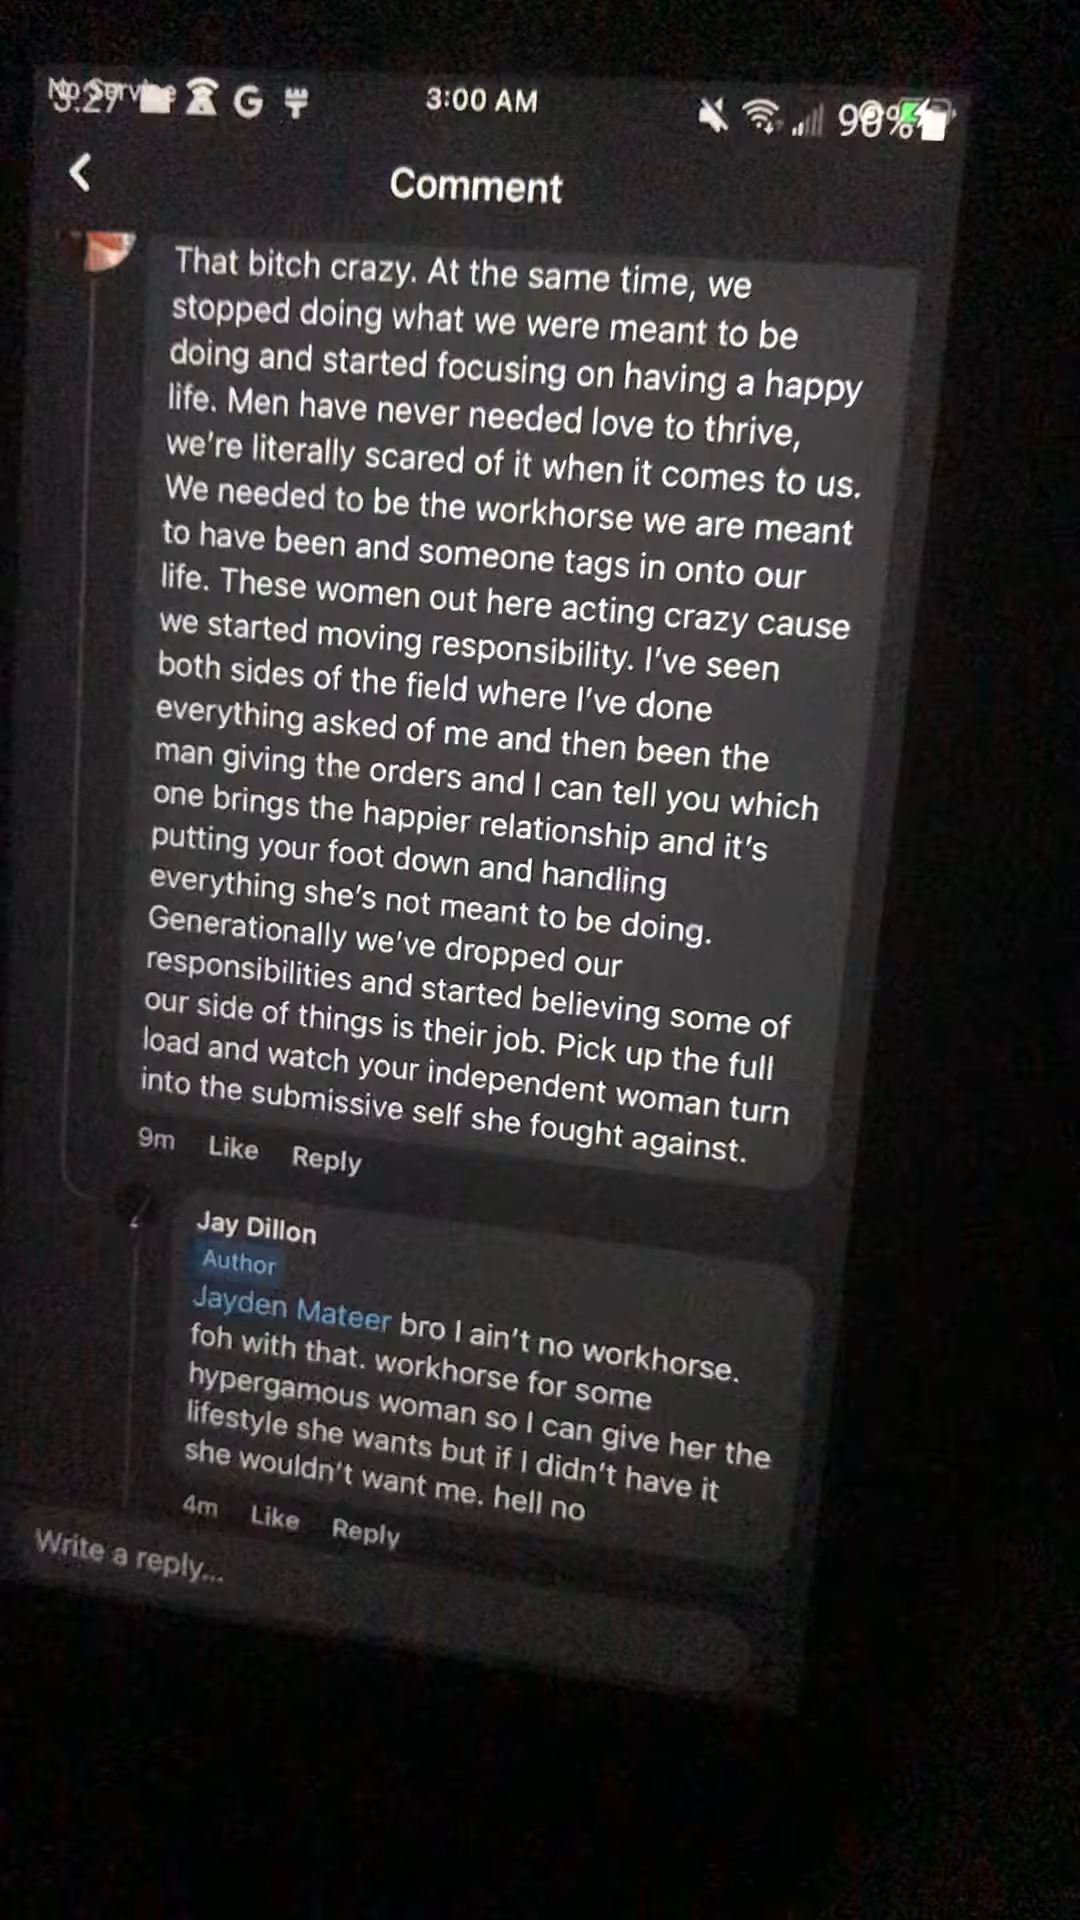 No Service
3:27
G
3:00 AM
Comment
That bitch crazy. At the same time, we
stopped doing what we were meant to be
doing and started focusing on having a happy
life. Men have never needed love to thrive,
we're literally scared of it when it comes to us.
We needed to be the workhorse we are meant
to have been and someone tags in onto our
life. These women out here acting crazy cause
we started moving responsibility. I've seen
both sides of the field where I've done
everything asked of me and then been the
man giving the orders and I can tell you which
one brings the happier relationship and it's
putting your foot down and handling
everything she's not meant to be doing.
Generationally we've dropped our
responsibilities and started believing some of
our side of things is their job. Pick up the full
load and watch your independent woman turn
into the submissive self she fought against.
9m Like Reply
Jay Dillon
Author
Jayden Mateer bro I ain't no workhorse.
foh with that. workhorse for some
hypergamous woman so I can give her the
lifestyle she wants but if I didn't have it
she wouldn't want me. hell no
4m Like Reply
Write a reply...